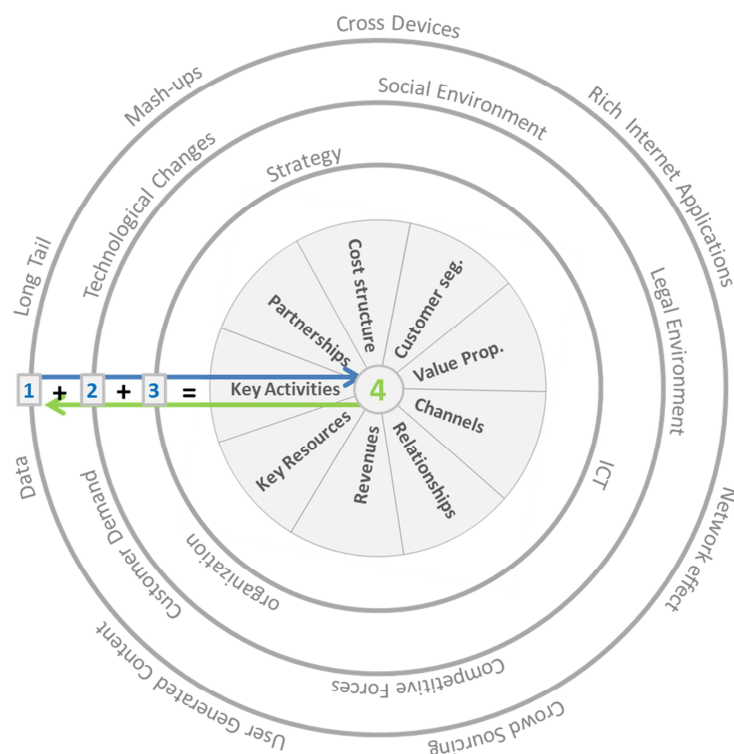 Cross Devices
Rich Internet Applications
Network effect
Crowd Sourcing
User Generated Content
Data
Long Tail
Mash-ups
Social Environment
Legal Environment
Competitive Forces
Customer Demand
Technological Changes
Strategy
ICT
organization
Cost structure
Customer seg.
Value Prop.
Channels
Relationships
Revenues
Key Resources
Key Activities
Partnerships
1 + 2 + 3 =
4